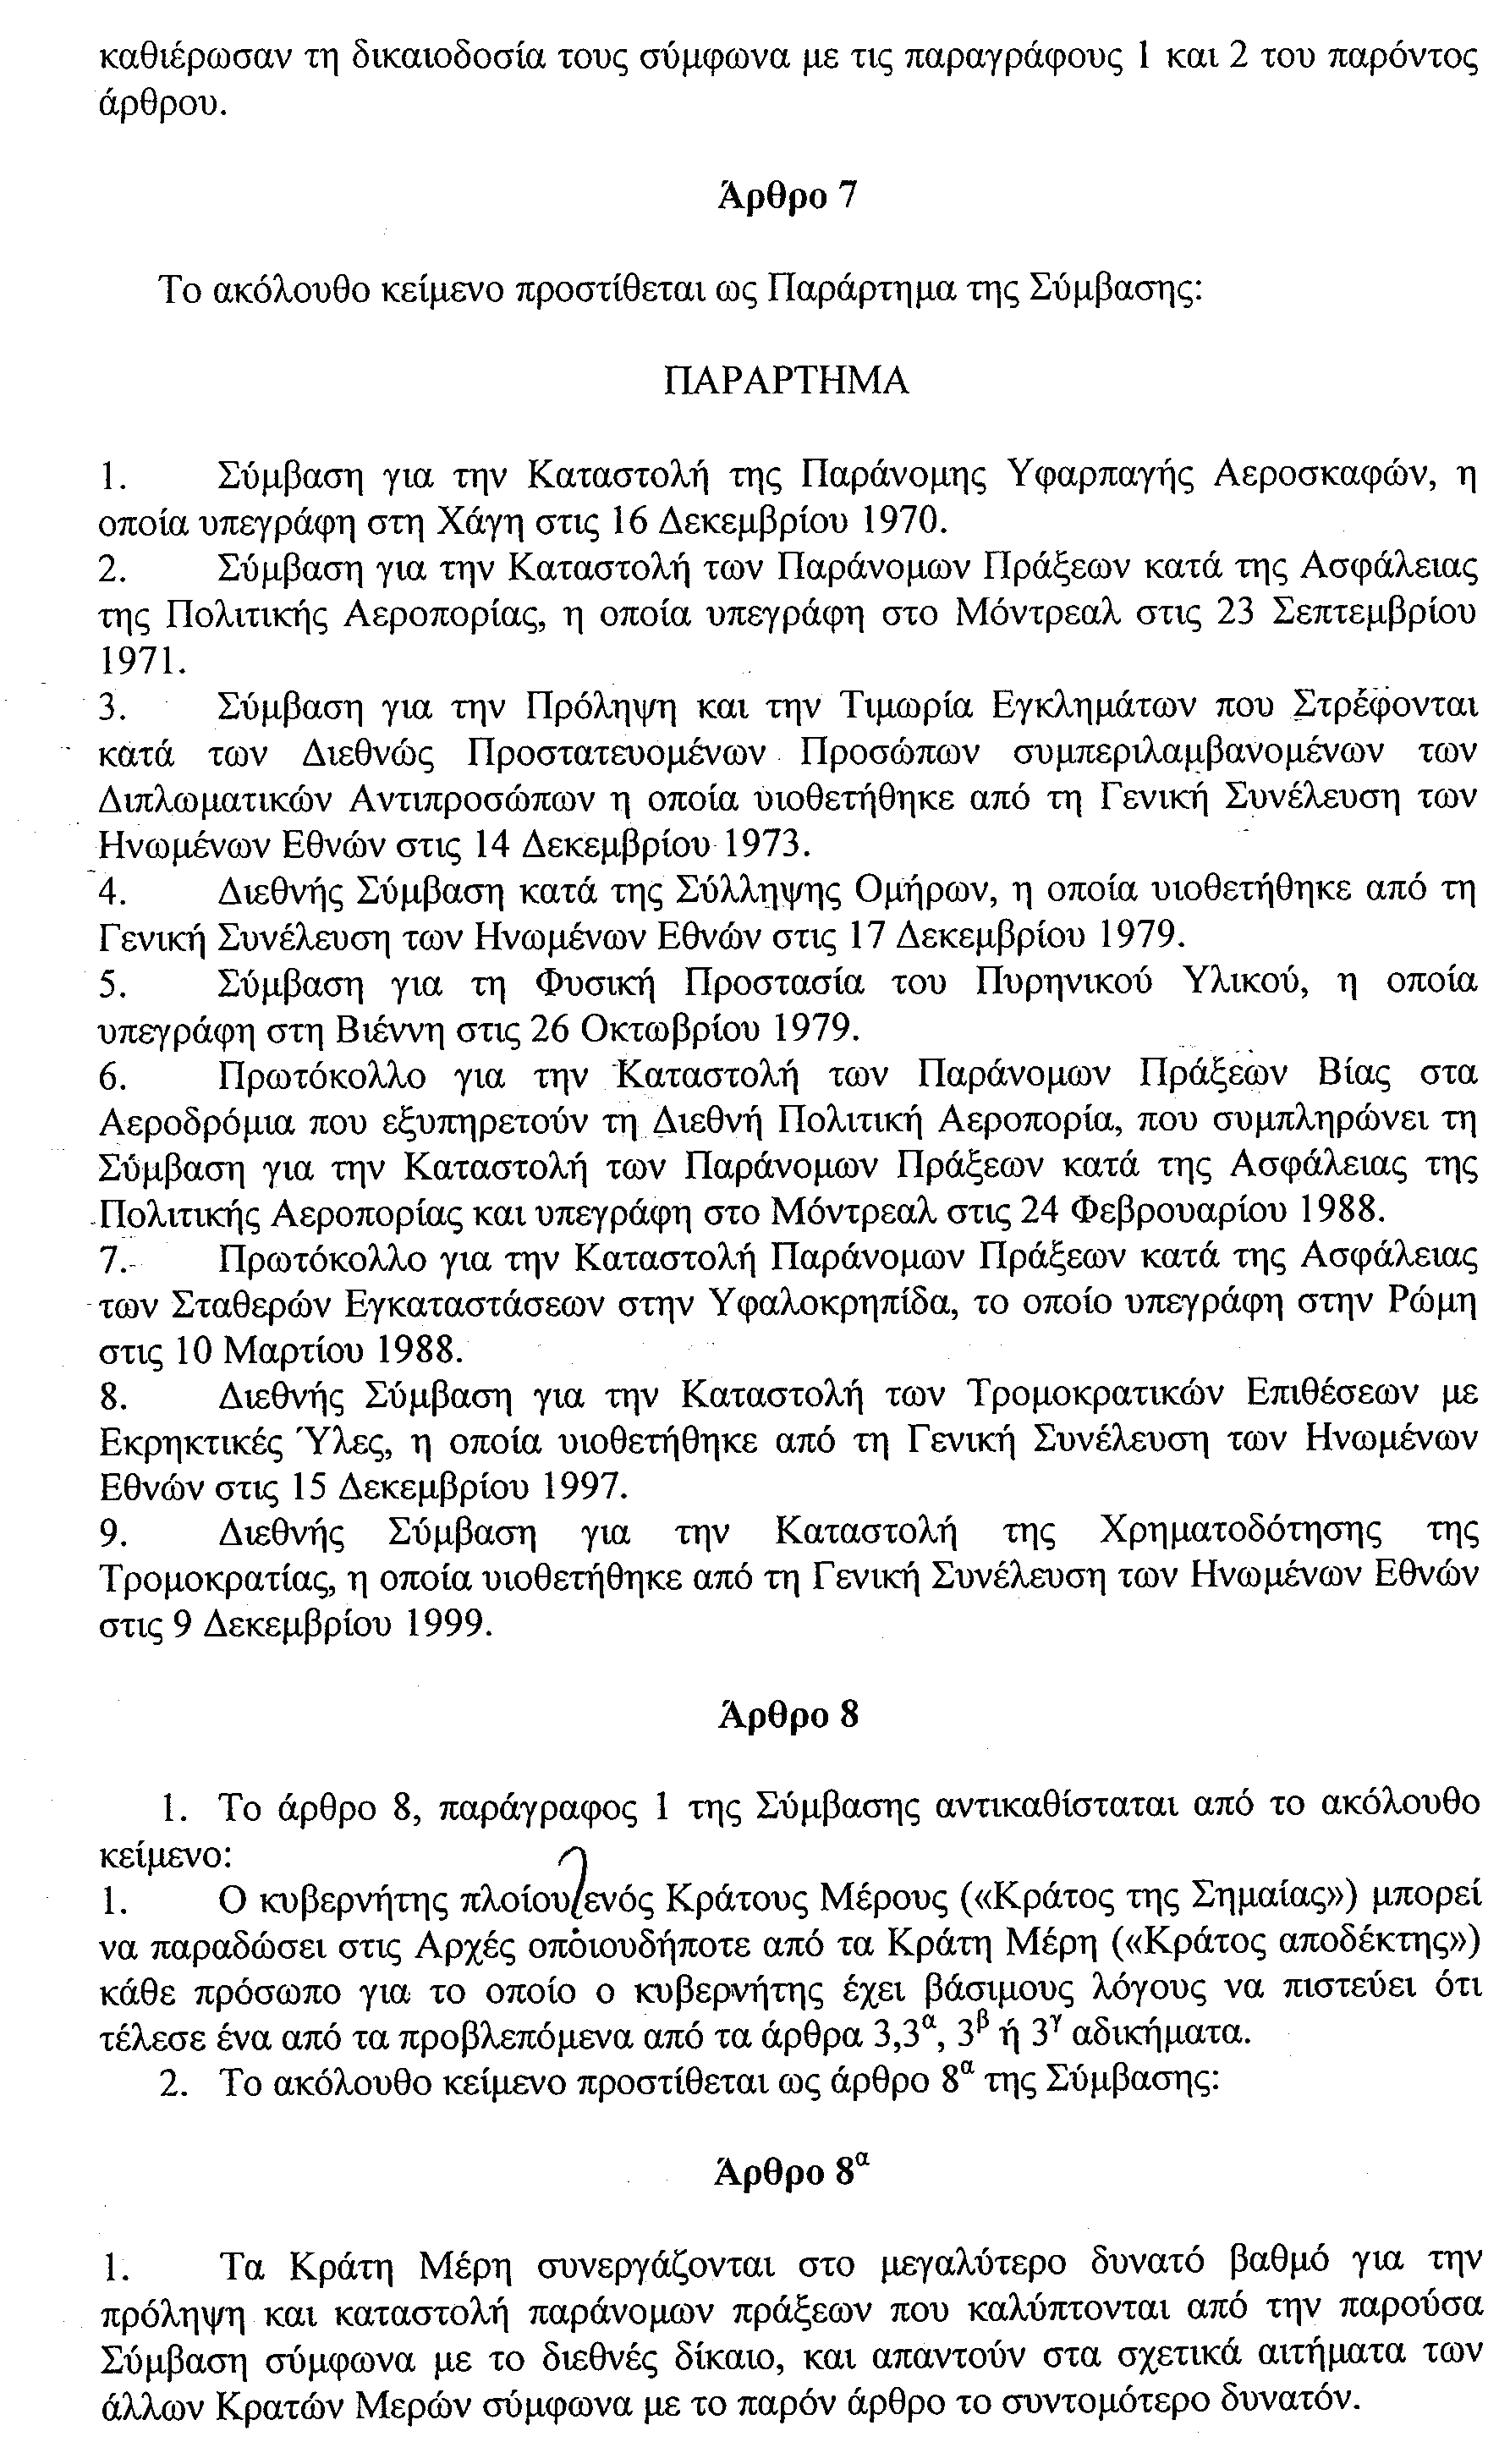 καθιέρωσαν τη δικαιοδοσία τους σύμφωνα με τις παραγράφους 1 και 2 του παρόντος
άρθρου.
Άρθρο 7
Το ακόλουθο κείμενο προστίθεται ως Παράρτημα της Σύμβασης:
ΠΑΡΑΡΤΗΜΑ
1. Σύμβαση για την Καταστολή της Παράνομης Υφαρπαγής Αεροσκαφών, η
οποία υπεγράφη στη Χάγη στις 16 Δεκεμβρίου 1970.
2. Σύμβαση για την Καταστολή των Παράνομων Πράξεων κατά της Ασφάλειας
της Πολιτικής Αεροπορίας, η οποία υπεγράφη στο Μόντρεαλ στις 23 Σεπτεμβρίου
1971.
3. Σύμβαση για την Πρόληψη και την Τιμωρία Εγκλημάτων που Στρέφονται
κατά των Διεθνώς Προστατευομένων Προσώπων συμπεριλαμβανομένων των
Διπλωματικών Αντιπροσώπων η οποία υιοθετήθηκε από τη Γενική Συνέλευση των
Ηνωμένων Εθνών στις 14 Δεκεμβρίου 1973.
4. Διεθνής Σύμβαση κατά της Σύλληψης Ομήρων, η οποία υιοθετήθηκε από τη
Γενική Συνέλευση των Ηνωμένων Εθνών στις 17 Δεκεμβρίου 1979.
5. Σύμβαση για τη Φυσική Προστασία του Πυρηνικού Υλικού, η οποία
υπεγράφη στη Βιέννη στις 26 Οκτωβρίου 1979.
6. Πρωτόκολλο για την Καταστολή των Παράνομων Πράξεων Βίας στα
Αεροδρόμια που εξυπηρετούν τη Διεθνή Πολιτική Αεροπορία, που συμπληρώνει τη
Σύμβαση για την Καταστολή των Παράνομων Πράξεων κατά της Ασφάλειας της
Πολιτικής Αεροπορίας και υπεγράφη στο Μόντρεαλ στις 24 Φεβρουαρίου 1988.
7. Πρωτόκολλο για την Καταστολή Παράνομων Πράξεων κατά της Ασφάλειας
των Σταθερών Εγκαταστάσεων στην Υφαλοκρηπίδα, το οποίο υπεγράφη στην Ρώμη
στις 10 Μαρτίου 1988.
8. Διεθνής Σύμβαση για την Καταστολή των Τρομοκρατικών Επιθέσεων με
Εκρηκτικές Ύλες, η οποία υιοθετήθηκε από τη Γενική Συνέλευση των Ηνωμένων
Εθνών στις 15 Δεκεμβρίου 1997.
9. Διεθνής Σύμβαση για την Καταστολή της Χρηματοδότησης της
Τρομοκρατίας, η οποία υιοθετήθηκε από τη Γενική Συνέλευση των Ηνωμένων Εθνών
στις 9 Δεκεμβρίου 1999.
Άρθρο 8
1. Το άρθρο 8, παράγραφος 1 της Σύμβασης αντικαθίσταται από το ακόλουθο
κείμενο:
1. Ο κυβερνήτης πλοίου ενός Κράτους Μέρους («Κράτος της Σημαίας») μπορεί
να παραδώσει στις Αρχές οποιουδήποτε από τα Κράτη Μέρη («Κράτος αποδέκτης»)
κάθε πρόσωπο για το οποίο ο κυβερνήτης έχει βάσιμους λόγους να πιστεύει ότι
τέλεσε ένα από τα προβλεπόμενα από τα άρθρα 3,3ᵅ, 3ᵝ ή 3ᵞ αδικήματα.
2. Το ακόλουθο κείμενο προστίθεται ως άρθρο 8ᵅ της Σύμβασης:
Άρθρο 8ᵅ
1. Τα Κράτη Μέρη συνεργάζονται στο μεγαλύτερο δυνατό βαθμό για την
πρόληψη και καταστολή παράνομων πράξεων που καλύπτονται από την παρούσα
Σύμβαση σύμφωνα με το διεθνές δίκαιο, και απαντούν στα σχετικά αιτήματα των
άλλων Κρατών Μερών σύμφωνα με το παρόν άρθρο το συντομότερο δυνατόν.